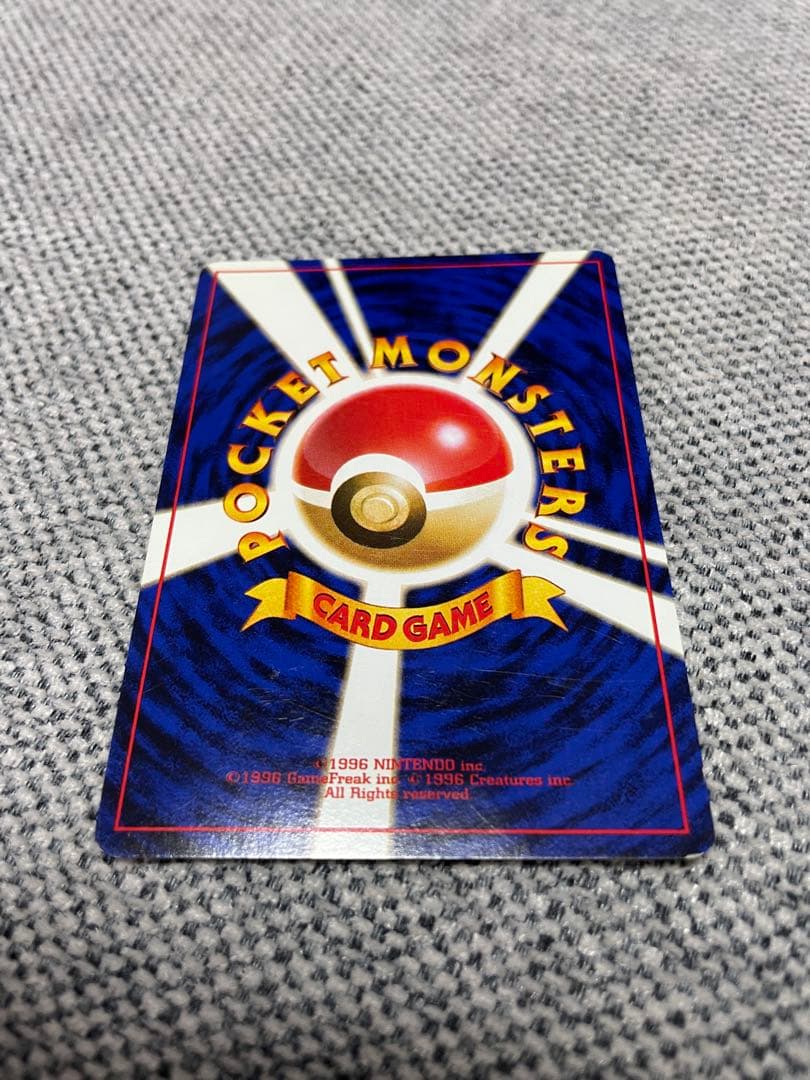 POCKET MONSTERS
CARD GAME
©1996 NINTENDO inc.
©1996 GameFreak inc. © 1996 Creatures inc.
All Rights reserved.